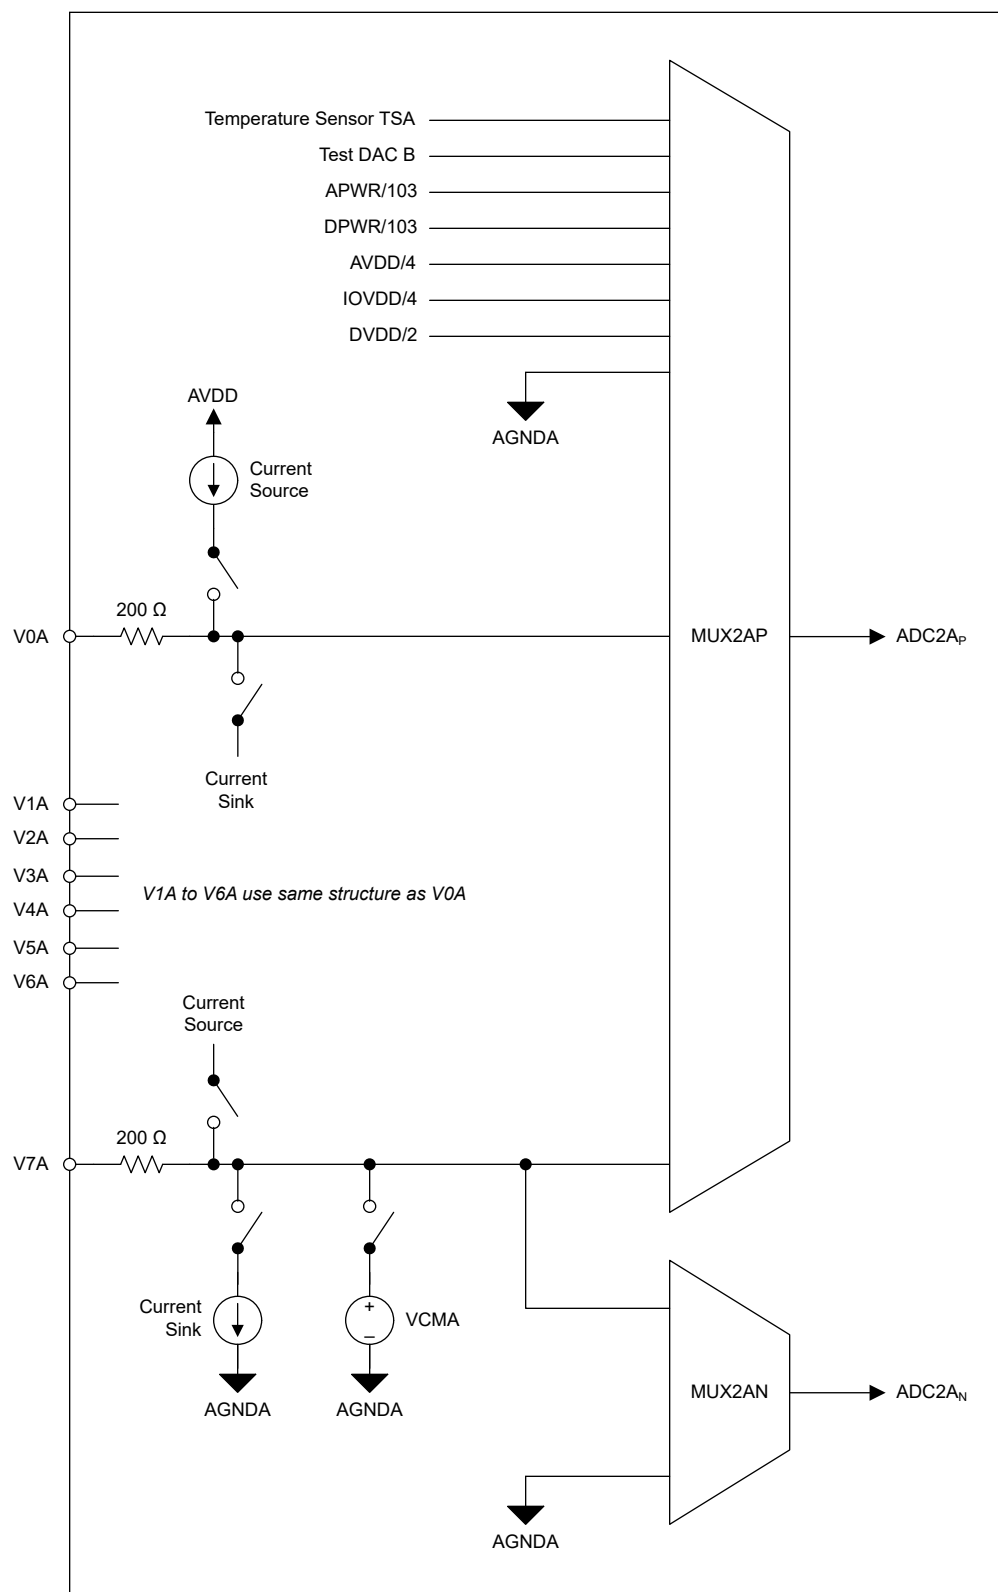 Temperature Sensor TSA
Test DAC B
APWR/103
DPWR/103
AVDD/4
IOVDD/4
DVDD/2
AVDD
AGNDA
Current
Source
200 Ω
V0A
MUX2AP
ADC2AP
Current
Sink
V1A
V2A
V3A
V1A to V6A use same structure as V0A
V4A
V5A
V6A
Current
Source
200 Ω
V7A
Current
Sink
+
–
VCMA
AGNDA
AGNDA
MUX2AN
ADC2AN
AGNDA